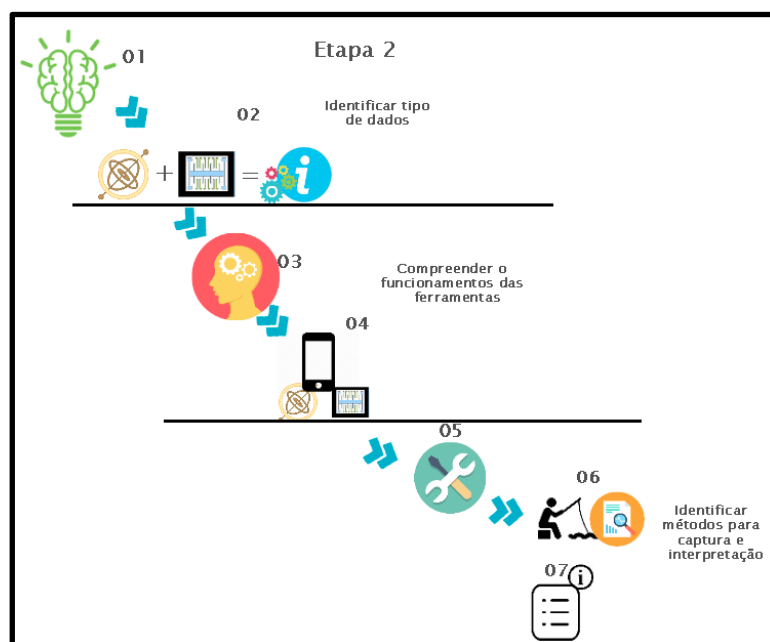 Etapa 2
01
02
Identificar tipo
de dados
+
=
i
03
Compreender o
funcionamentos das
ferramentas
04
05
06
Identificar
métodos para
captura e
interpretação
07
i